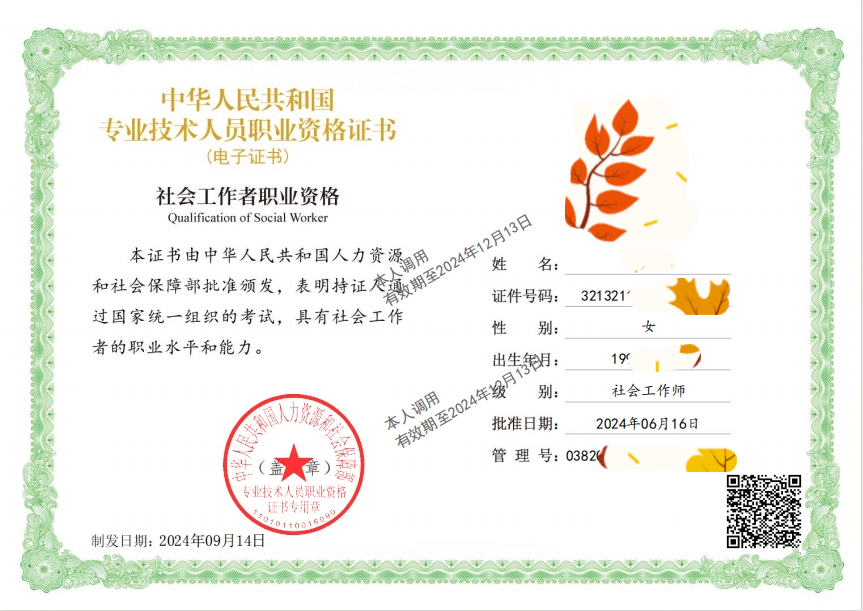 中华人民共和国
专业技术人员职业资格证书
（电子证书）
社会工作者职业资格
Qualification of Social Worker
本证书由中华人民共和国人力资源
和社会保障部批准颁发，表明持证人通
过国家统一组织的考试，具有社会工作
者的职业水平和能力。
本人调用
有效期至2024年12月13日
姓 名：
证件号码：321321
性 别：女
出生年月：199
级 别：社会工作师
批准日期：2024年06月16日
管 理 号：0382
本人调用
有效期至2024年12月13日
中华人民共和国人力资源和社会保障部
（盖章）
专业技术人员职业资格
证书专用章
11010110016090
制发日期：2024年09月14日